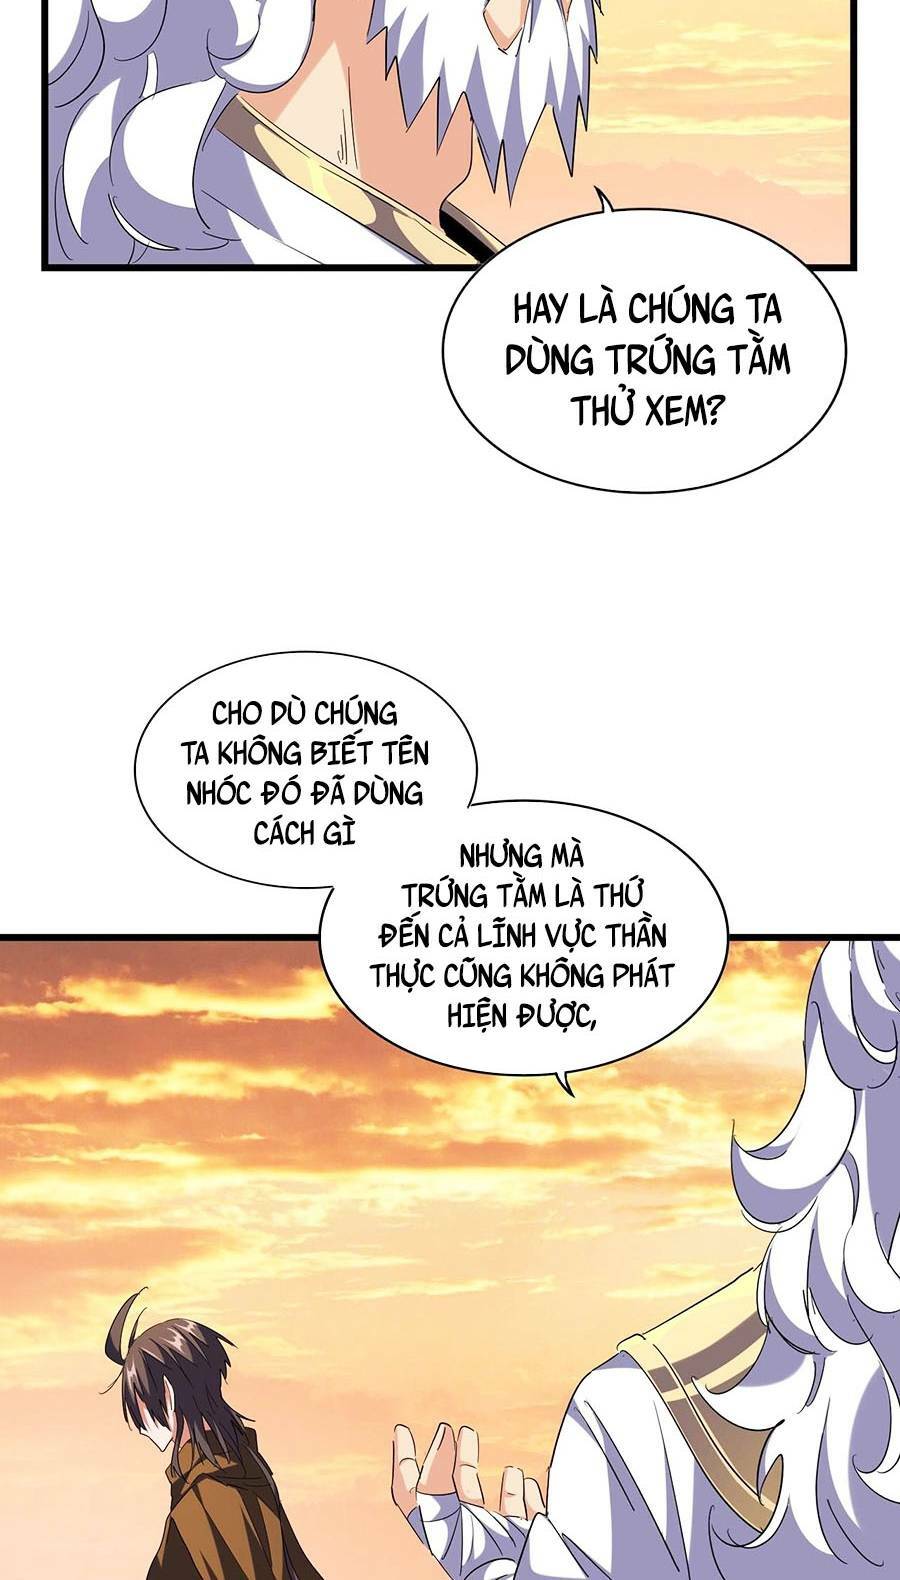 HAY LÀ CHÚNG TA
DÙNG TRỨNG TẰM
THỬ XEM?
CHO DÙ CHÚNG
TA KHÔNG BIẾT TÊN
NHÓC ĐÓ ĐÃ DÙNG
CÁCH GÌ
NHƯNG MÀ
TRỨNG TẰM LÀ THỨ
ĐẾN CẢ LĨNH VỰC THẦN
THỰC CŨNG KHÔNG PHÁT
HIỆN ĐƯỢC,